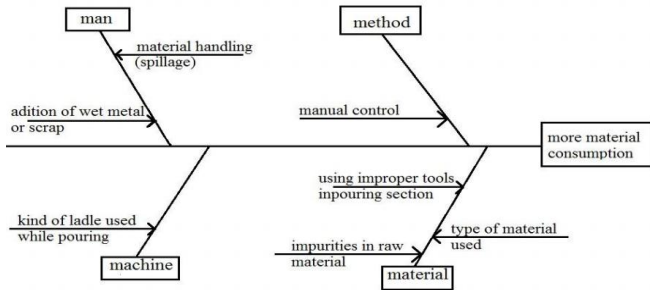 man
method
material handling
(spillage)
adition of wet metal
or scrap
manual control
more material
consumption
using improper tools
inpouring section
kind of ladle used
while pouring
type of material
used
impurities in raw
material
machine
material